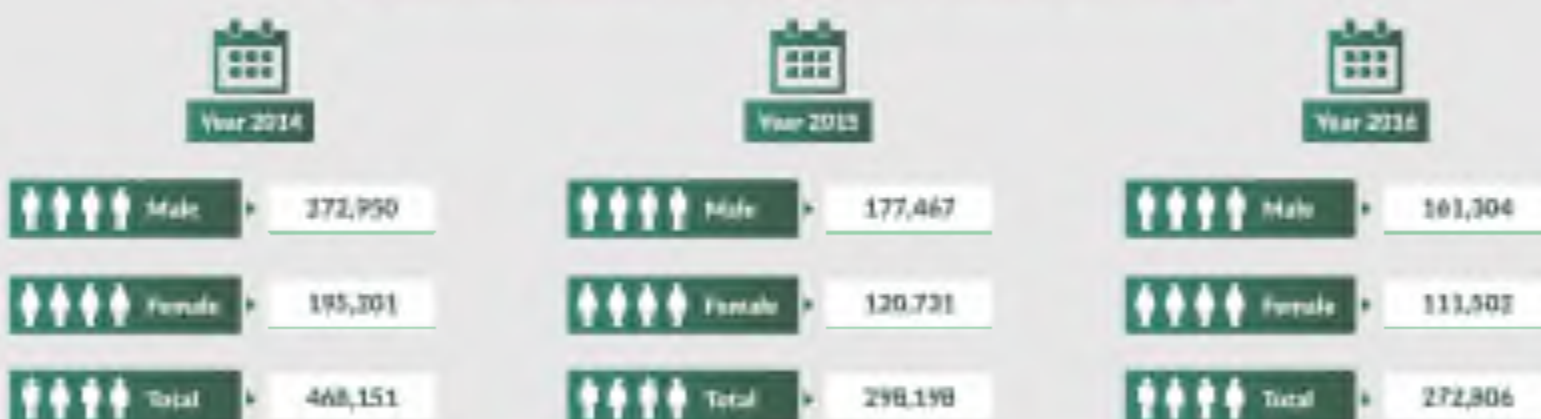 Year 2014
Male 272,950
Female 195,201
Total 468,151
Year 2015
Male 177,467
Female 120,731
Total 298,198
Year 2016
Male 161,304
Female 111,502
Total 272,806